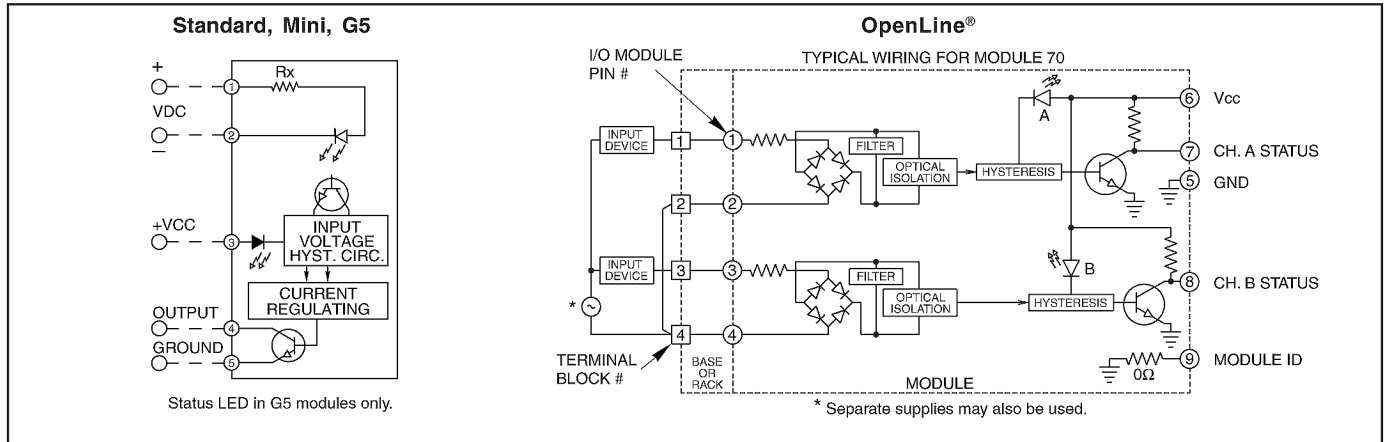 Standard, Mini, G5
+
Rx
1
VDC
2
–
+VCC
3
INPUT
VOLTAGE
HYST. CIRC.
CURRENT
REGULATING
OUTPUT
4
GROUND
5
Status LED in G5 modules only.
OpenLine®
I/O MODULE
PIN #
TYPICAL WIRING FOR MODULE 70
A
6 Vcc
INPUT
DEVICE
1
1
FILTER
OPTICAL
ISOLATION
HYSTERESIS
7 CH. A STATUS
5 GND
2
2
INPUT
DEVICE
3
3
FILTER
OPTICAL
ISOLATION
B
HYSTERESIS
8 CH. B STATUS
* ~
4
4
TERMINAL
BLOCK #
BASE
OR
RACK
MODULE
0Ω
9 MODULE ID
* Separate supplies may also be used.